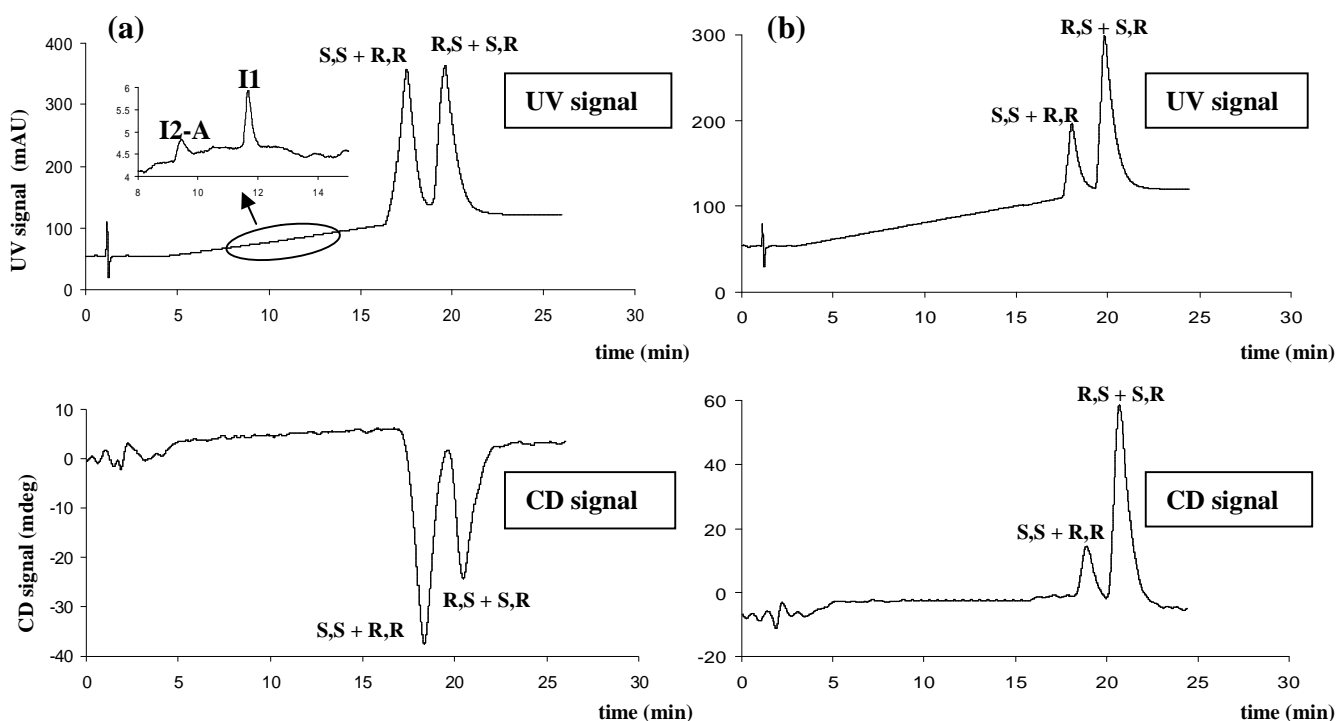 (a)
400
350
300
250
200
150
100
50
0
UV signal (mAU)
S,S + R,R
R,S + S,R
UV signal
I1
I2-A
6
5.5
5
4.5
4
8 10 12 14
0 5 10 15 20 25 30
time (min)
(b)
300
200
100
0
S,S + R,R
R,S + S,R
UV signal
0 5 10 15 20 25 30
time (min)
10
0
-10
-20
-30
-40
CD signal (mdeg)
CD signal
R,S + S,R
S,S + R,R
0 5 10 15 20 25 30
time (min)
60
40
20
0
-20
R,S + S,R
CD signal
S,S + R,R
0 5 10 15 20 25 30
time (min)